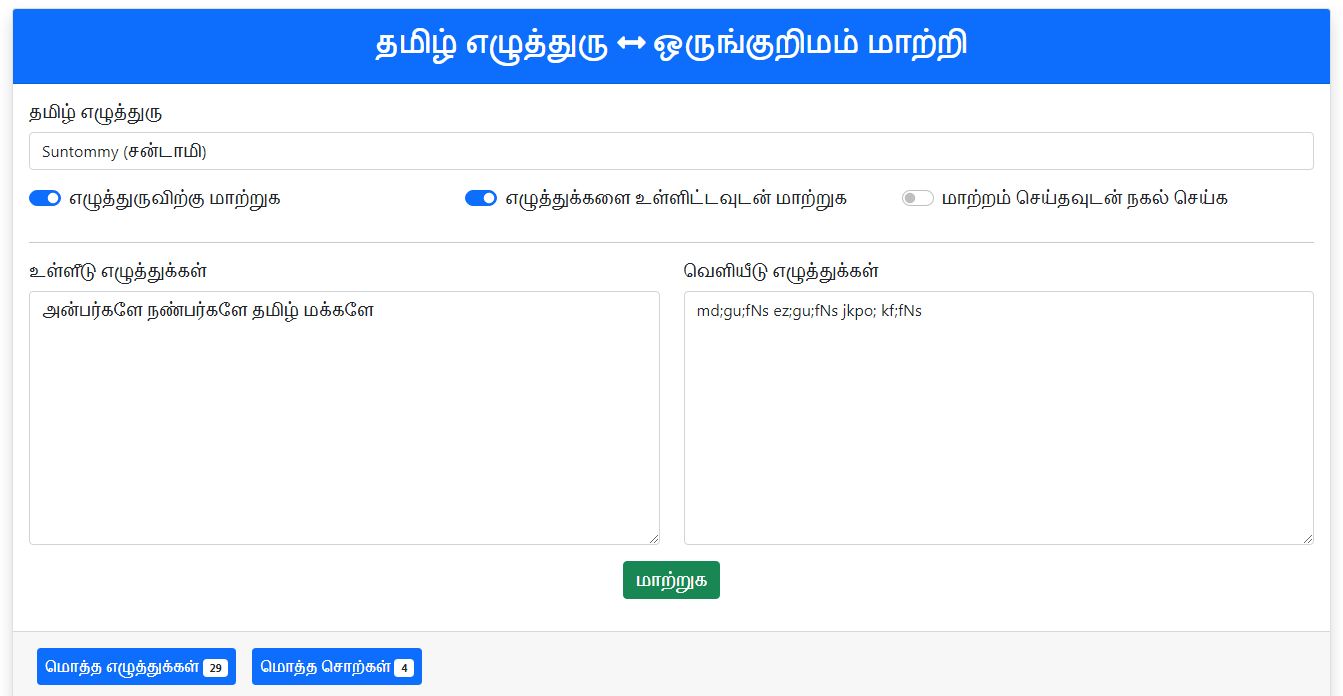 தமிழ் எழுத்துரு ↔ ஒருங்குறிமம் மாற்றி
தமிழ் எழுத்துரு
Suntommy (சன்டாமி)
எழுத்துருவிற்கு மாற்றுக
எழுத்துக்களை உள்ளிட்டவுடன் மாற்றுக
மாற்றம் செய்தவுடன் நகல் செய்க
உள்ளீடு எழுத்துக்கள்
அன்பர்களே நண்பர்களே தமிழ் மக்களே
வெளியீடு எழுத்துக்கள்
md;gu;fNs ez;gu;fNs jkpo; kf;fNs
மாற்றுக
மொத்த எழுத்துக்கள் 29
மொத்த சொற்கள் 4